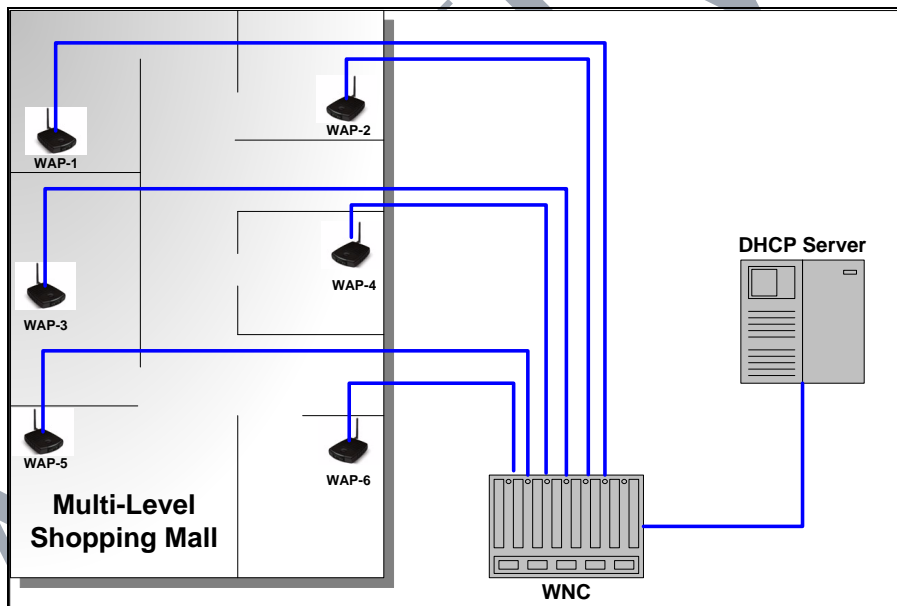 WAP-1
WAP-2
WAP-3
WAP-4
DHCP Server
WAP-5
WAP-6
Multi-Level
Shopping Mall
WNC